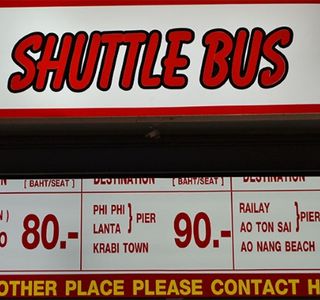 SHUTTLE BUS
[ BAHT/SEAT ] DESTINATION [ BAHT/SEAT ] DESTINATION
80.- PHI PHI } PIER 90.- RAILAY } PIER
LANTA AO TON SAI
KRABI TOWN AO NANG BEACH
OTHER PLACE PLEASE CONTACT H